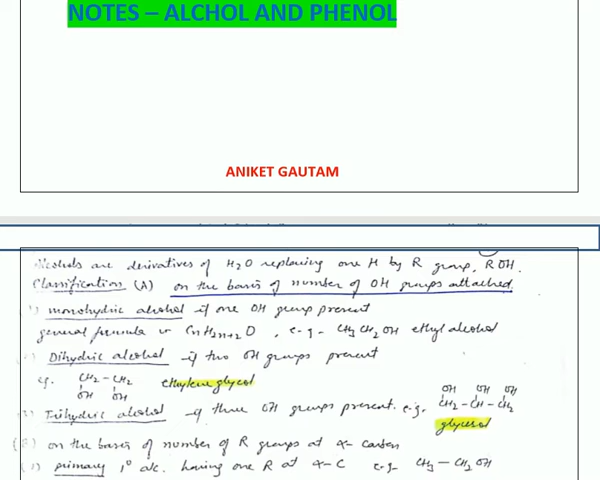 NOTES – ALCHOL AND PHENOL
ANIKET GAUTAM
Alcohols are derivatives of H2O replacing one H by R group, ROH.
Classification (A) on the basis of number of OH groups attached
1) monohydric alcohol if one OH group present
general formula is CnH2n+2O, e.g. CH3CH2OH ethyl alcohol
Dihydric alcohol if two OH groups present
eg. CH2-CH2 ethylene glycol
OH OH
OH OH OH
3) Trihydric alcohol if three OH groups present. e.g. CH2-CH-CH2
glycerol
(B) on the basis of number of R groups at α-carbon
(1) primary 1° alc. having one R at α-C e.g. CH3-CH2OH